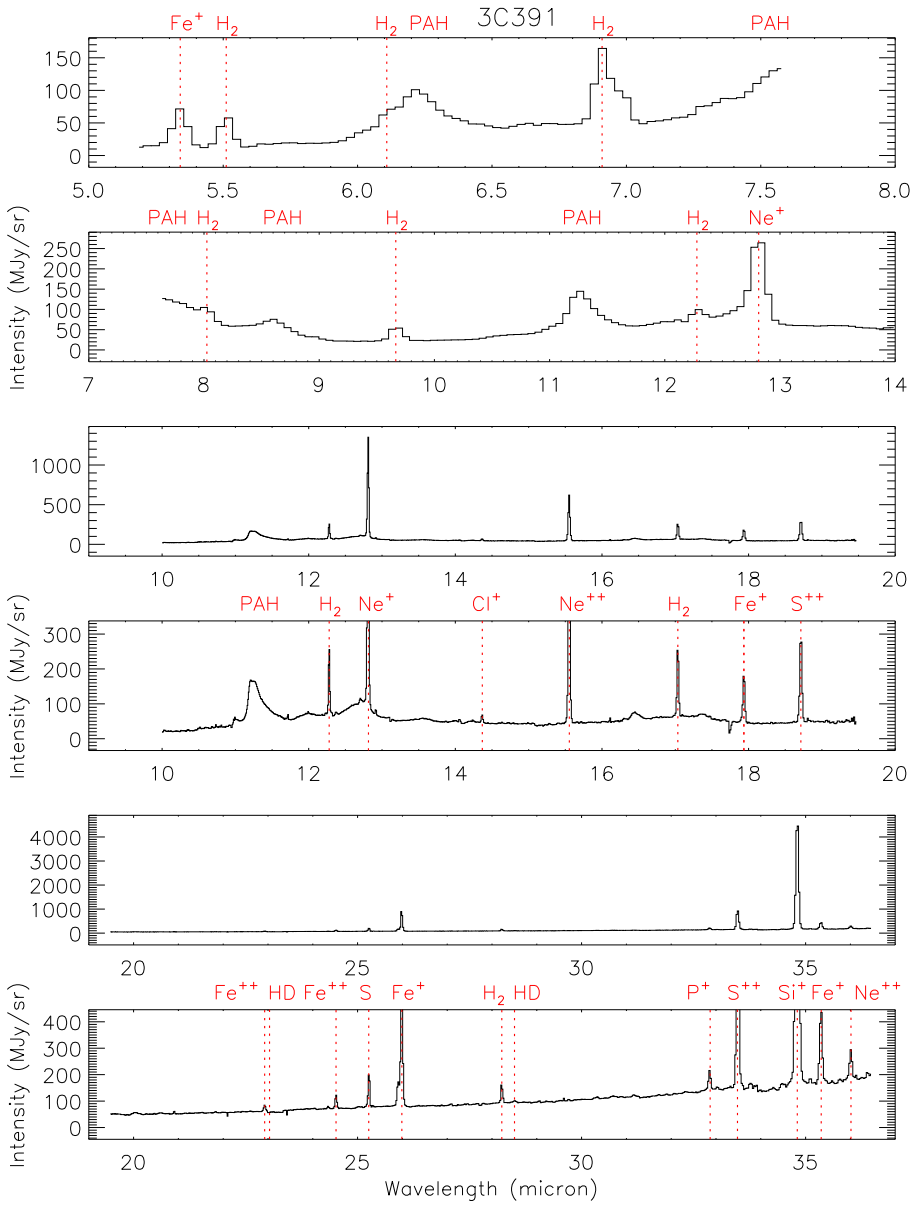 3C391
Fe⁺ H₂ H₂ PAH H₂ PAH
150
100
50
0
5.0 5.5 6.0 6.5 7.0 7.5 8.0
PAH H₂ PAH H₂ PAH H₂ Ne⁺
Intensity (MJy/sr)
250
200
150
100
50
0
7 8 9 10 11 12 13 14
1000
500
0
10 12 14 16 18 20
PAH H₂ Ne⁺ Cl⁺ Ne⁺⁺ H₂ Fe⁺ S⁺⁺
Intensity (MJy/sr)
300
200
100
0
10 12 14 16 18 20
4000
3000
2000
1000
0
20 25 30 35
Fe⁺⁺ HD Fe⁺⁺ S Fe⁺ H₂ HD P⁺ S⁺⁺ Si⁺ Fe⁺ Ne⁺⁺
Intensity (MJy/sr)
400
300
200
100
0
20 25 30 35
Wavelength (micron)